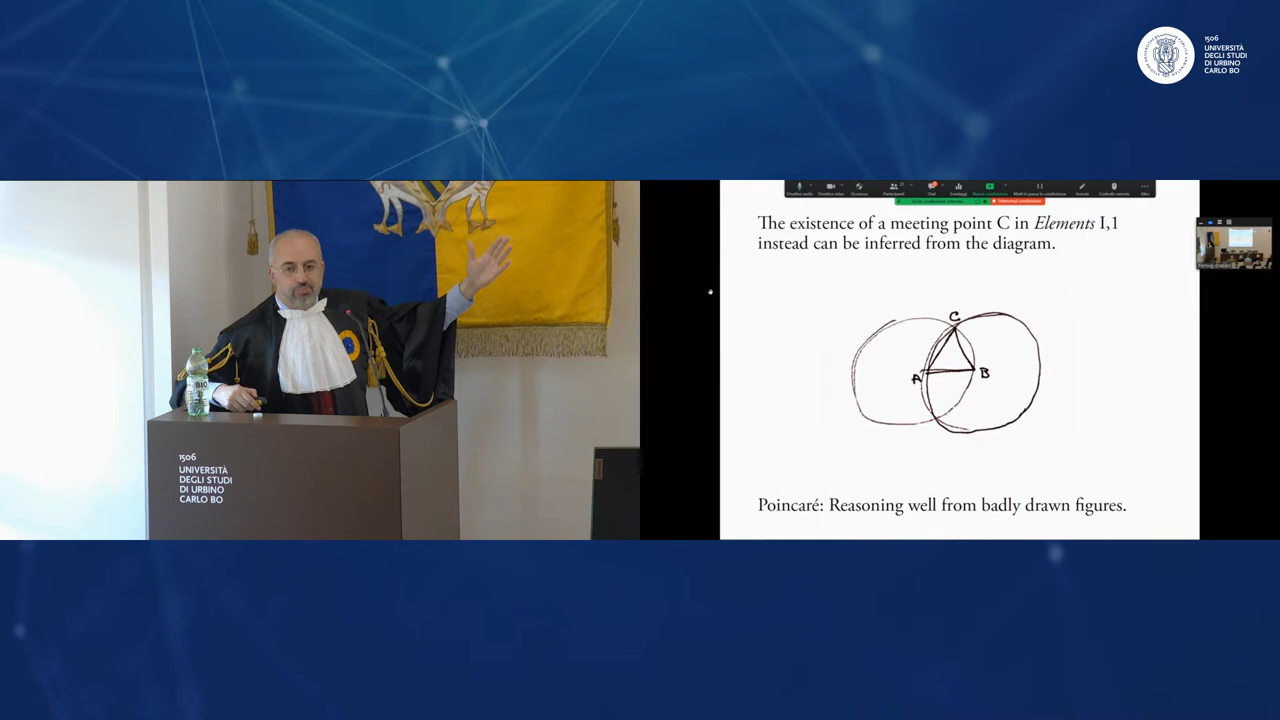 1506
UNIVERSITÀ
DEGLI STUDI
DI URBINO
CARLO BO
The existence of a meeting point C in Elements I,1
instead can be inferred from the diagram.
C
A
B
Poincaré: Reasoning well from badly drawn figures.
BIO
1506
UNIVERSITÀ
DEGLI STUDI
DI URBINO
CARLO BO